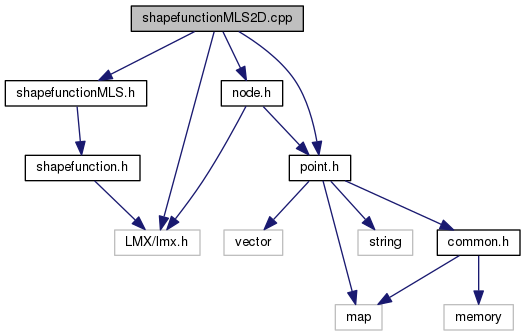 shapefunctionMLS2D.cpp
shapefunctionMLS.h
node.h
shapefunction.h
point.h
LMX/lmx.h
vector
string
common.h
map
memory